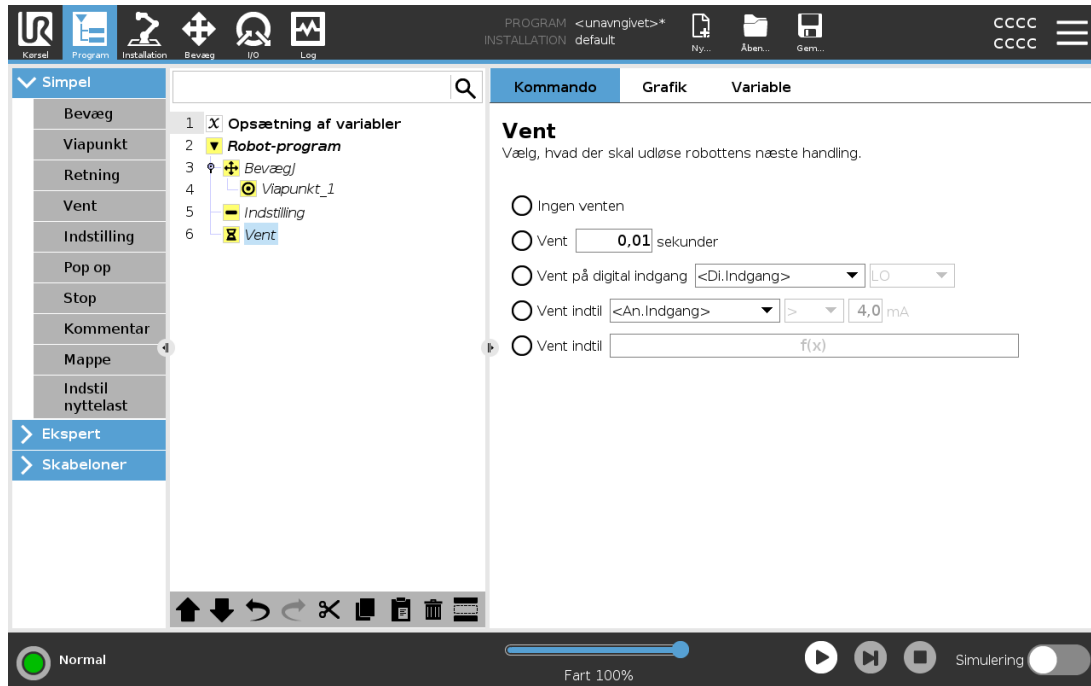 PROGRAM <unavngivet>*
INSTALLATION default
UR
Kørsel
Program
Installation
Bevæg
I/O
Log
Ny...
Åben...
Gem...
CCCC
CCCC
Simpel
Bevæg
Viapunkt
Retning
Vent
Indstilling
Pop op
Stop
Kommentar
Mappe
Indstil
nyttelast
Ekspert
Skabeloner
1 X Opsætning af variabler
2 Robot-program
3 BevægJ
4 Viapunkt_1
5 Indstilling
6 Vent
Kommando Grafik Variable
Vent
Vælg, hvad der skal udløse robottens næste handling.
Ingen venten
Vent 0,01 sekunder
Vent på digital indgang <Di.Indgang> LO
Vent indtil <An.Indgang> > 4,0 mA
Vent indtil f(x)
Normal
Fart 100%
Simulering